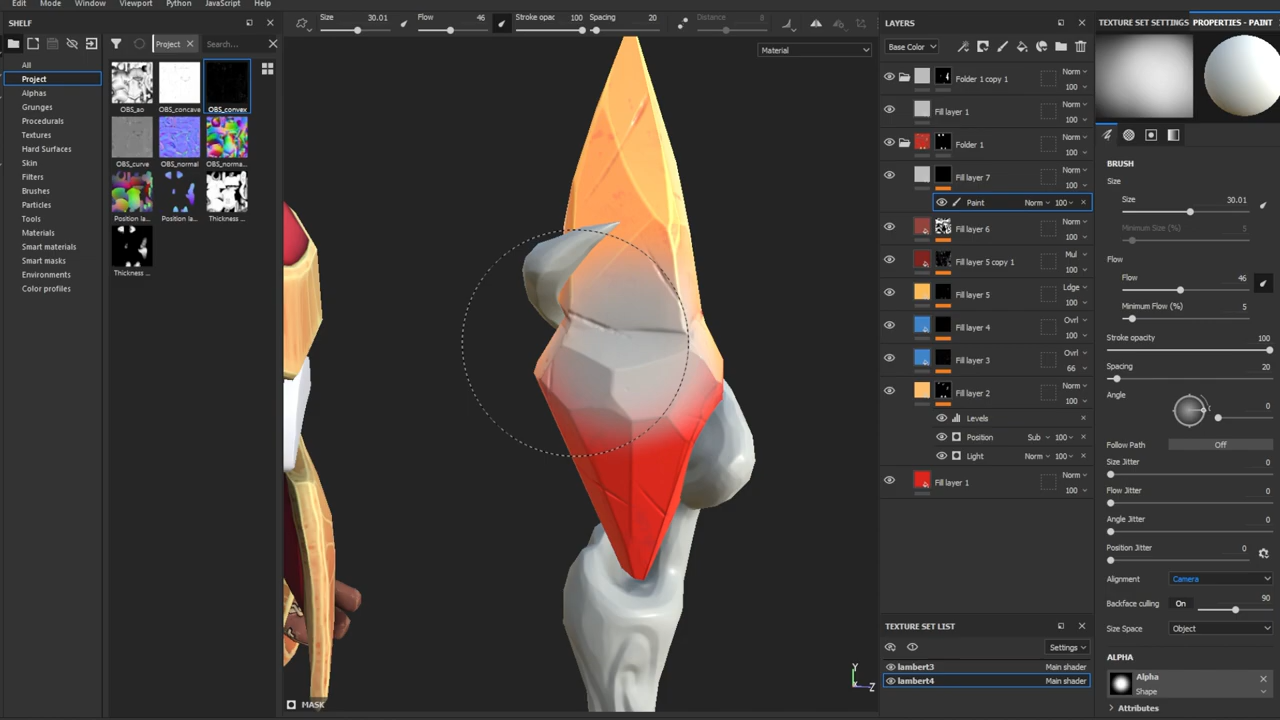 Edit Mode Window Viewport Python JavaScript Help
SHELF
Size 30.01 Flow 46 Stroke opac 100 Spacing 20 Distance 8
LAYERS
TEXTURE SET SETTINGS PROPERTIES - PAINT
Project
Search...
Material
Base Color
All
Project
Alphas
Grunges
Procedurals
Textures
Hard Surfaces
Skin
Filters
Brushes
Particles
Tools
Materials
Smart materials
Smart masks
Environments
Color profiles
OBS_ao OBS_concave OBS_convex
OBS_curve OBS_normal OBS_norma...
Position la... Position la... Thickness ...
Thickness ...
MASK
Y
Z
Folder 1 copy 1 Norm 100
Fill layer 1 Norm 100
Folder 1 Norm 100
Fill layer 7 Norm 100
Paint Norm 100
Fill layer 6 Norm 100
Fill layer 5 copy 1 Mul 100
Fill layer 5 Ldge 100
Fill layer 4 Ovrl 100
Fill layer 3 Ovrl 66
Fill layer 2 Norm 100
Levels
Position Sub 100
Light Norm 100
Fill layer 1 Norm 100
TEXTURE SET LIST
Settings
lambert3 Main shader
lambert4 Main shader
BRUSH
Size
Size 30.01
Minimum Size (%) 5
Flow
Flow 46
Minimum Flow (%) 5
Stroke opacity 100
Spacing 20
Angle 0
Follow Path Off
Size Jitter 0
Flow Jitter 0
Angle Jitter 0
Position Jitter 0
Alignment Camera
Backface culling On 90
Size Space Object
ALPHA
Alpha
Shape
Attributes